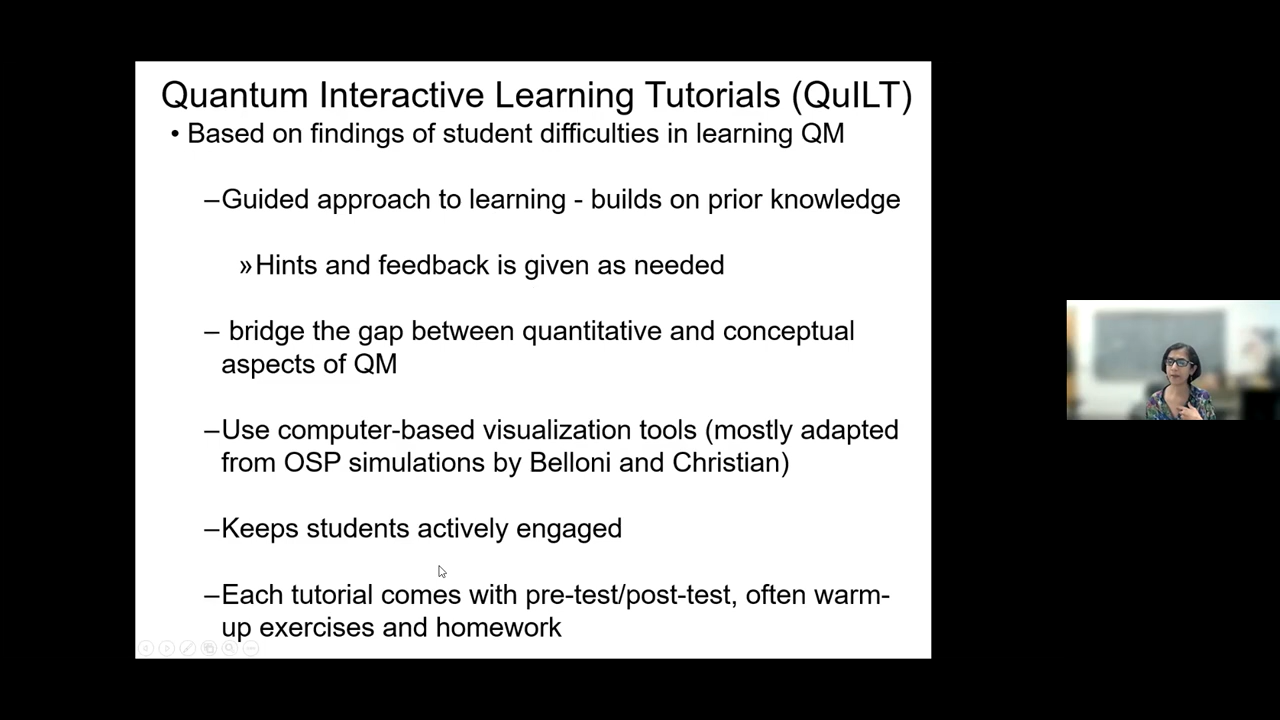 Quantum Interactive Learning Tutorials (QuILT)
• Based on findings of student difficulties in learning QM
–Guided approach to learning - builds on prior knowledge
»Hints and feedback is given as needed
– bridge the gap between quantitative and conceptual
aspects of QM
–Use computer-based visualization tools (mostly adapted
from OSP simulations by Belloni and Christian)
–Keeps students actively engaged
–Each tutorial comes with pre-test/post-test, often warm-
up exercises and homework